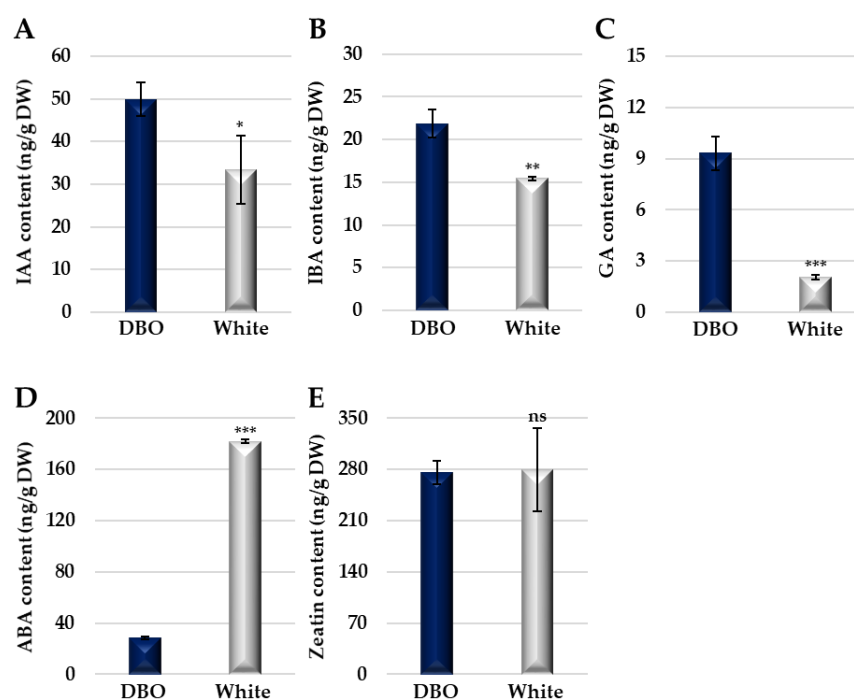 A
IAA content (ng/g DW)
60
50
40
30
20
10
0
*
DBO White
B
IBA content (ng/g DW)
30
25
20
15
10
5
0
**
DBO White
C
GA content (ng/g DW)
15
12
9
6
3
0
***
DBO White
D
ABA content (ng/g DW)
200
160
120
80
40
0
***
DBO White
E
Zeatin content (ng/g DW)
350
280
210
140
70
0
ns
DBO White